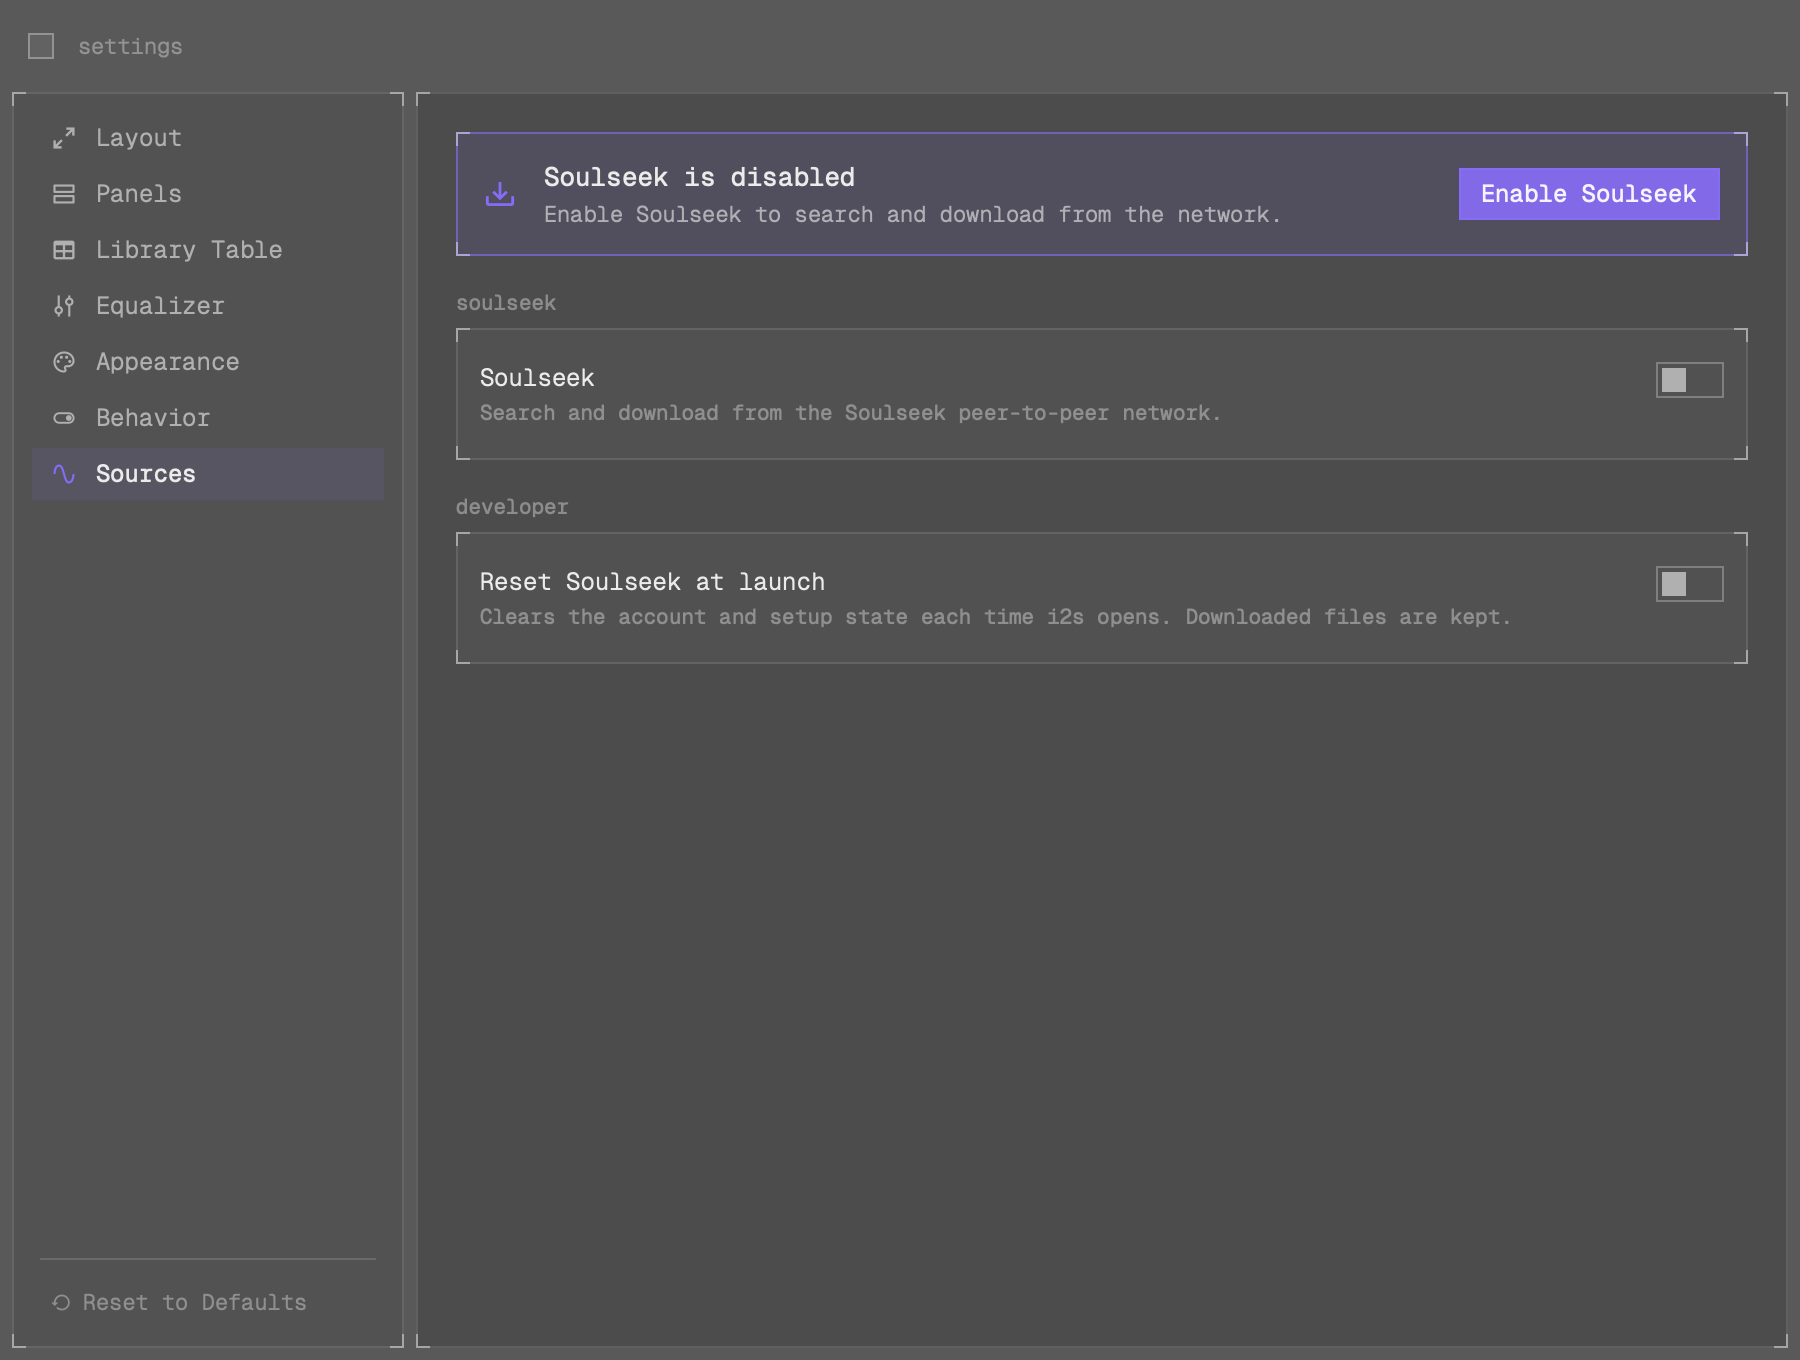 settings
Layout
Panels
Library Table
Equalizer
Appearance
Behavior
Sources
Reset to Defaults
Soulseek is disabled
Enable Soulseek to search and download from the network.
Enable Soulseek
soulseek
Soulseek
Search and download from the Soulseek peer-to-peer network.
developer
Reset Soulseek at launch
Clears the account and setup state each time i2s opens. Downloaded files are kept.